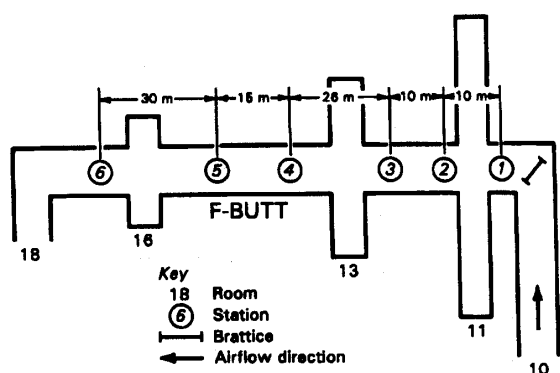 30 m 15 m 26 m 10 m 10 m
6 5 4 3 2 1
F-BUTT
18 16 13 11 10
Key
18 Room
6 Station
Brattice
Airflow direction